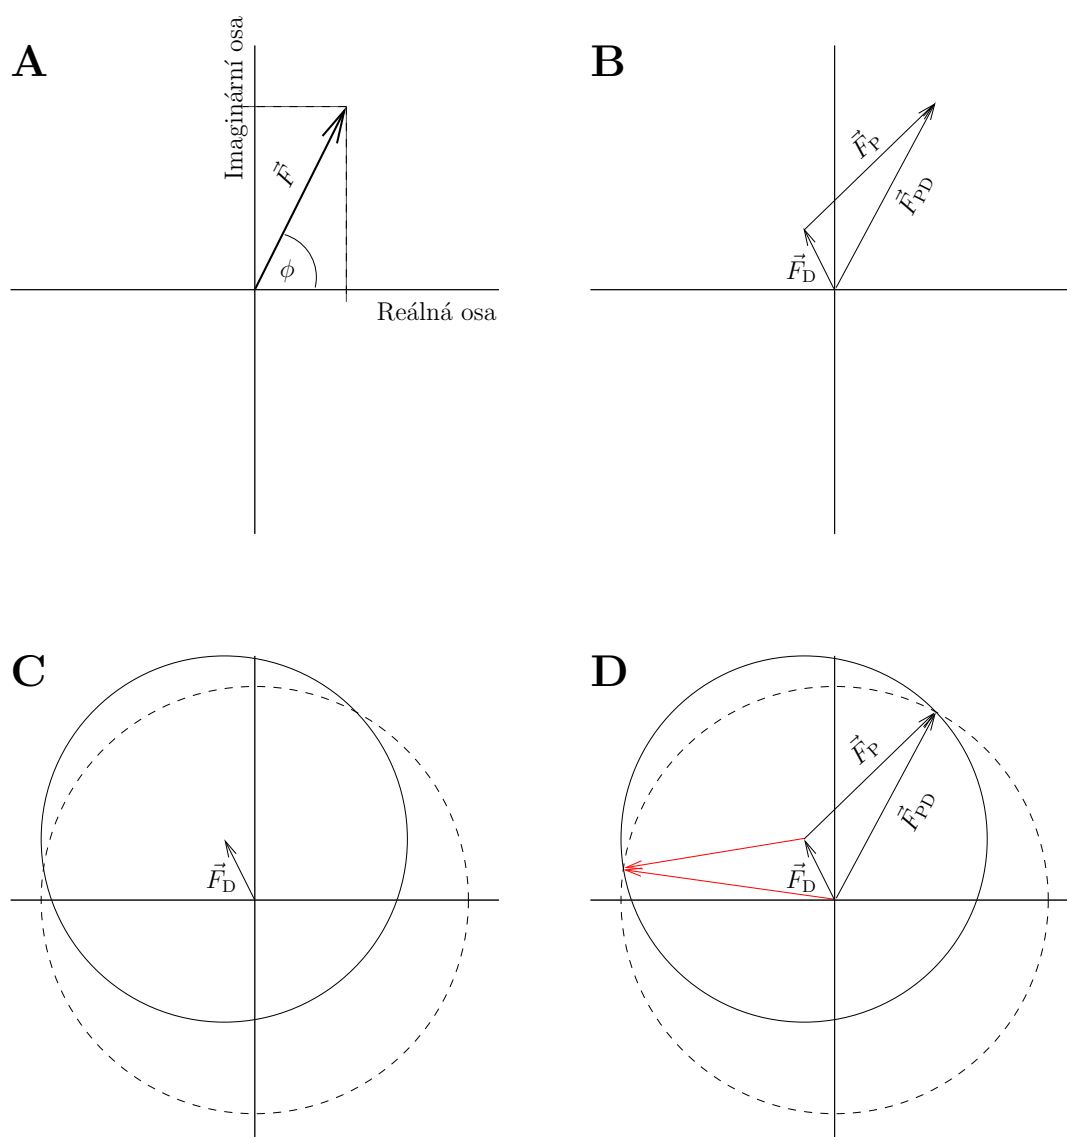 A
Imaginární osa
F⃗
ϕ
Reálná osa
B
F⃗P
F⃗PD
F⃗D
C
F⃗D
D
F⃗P
F⃗PD
F⃗D